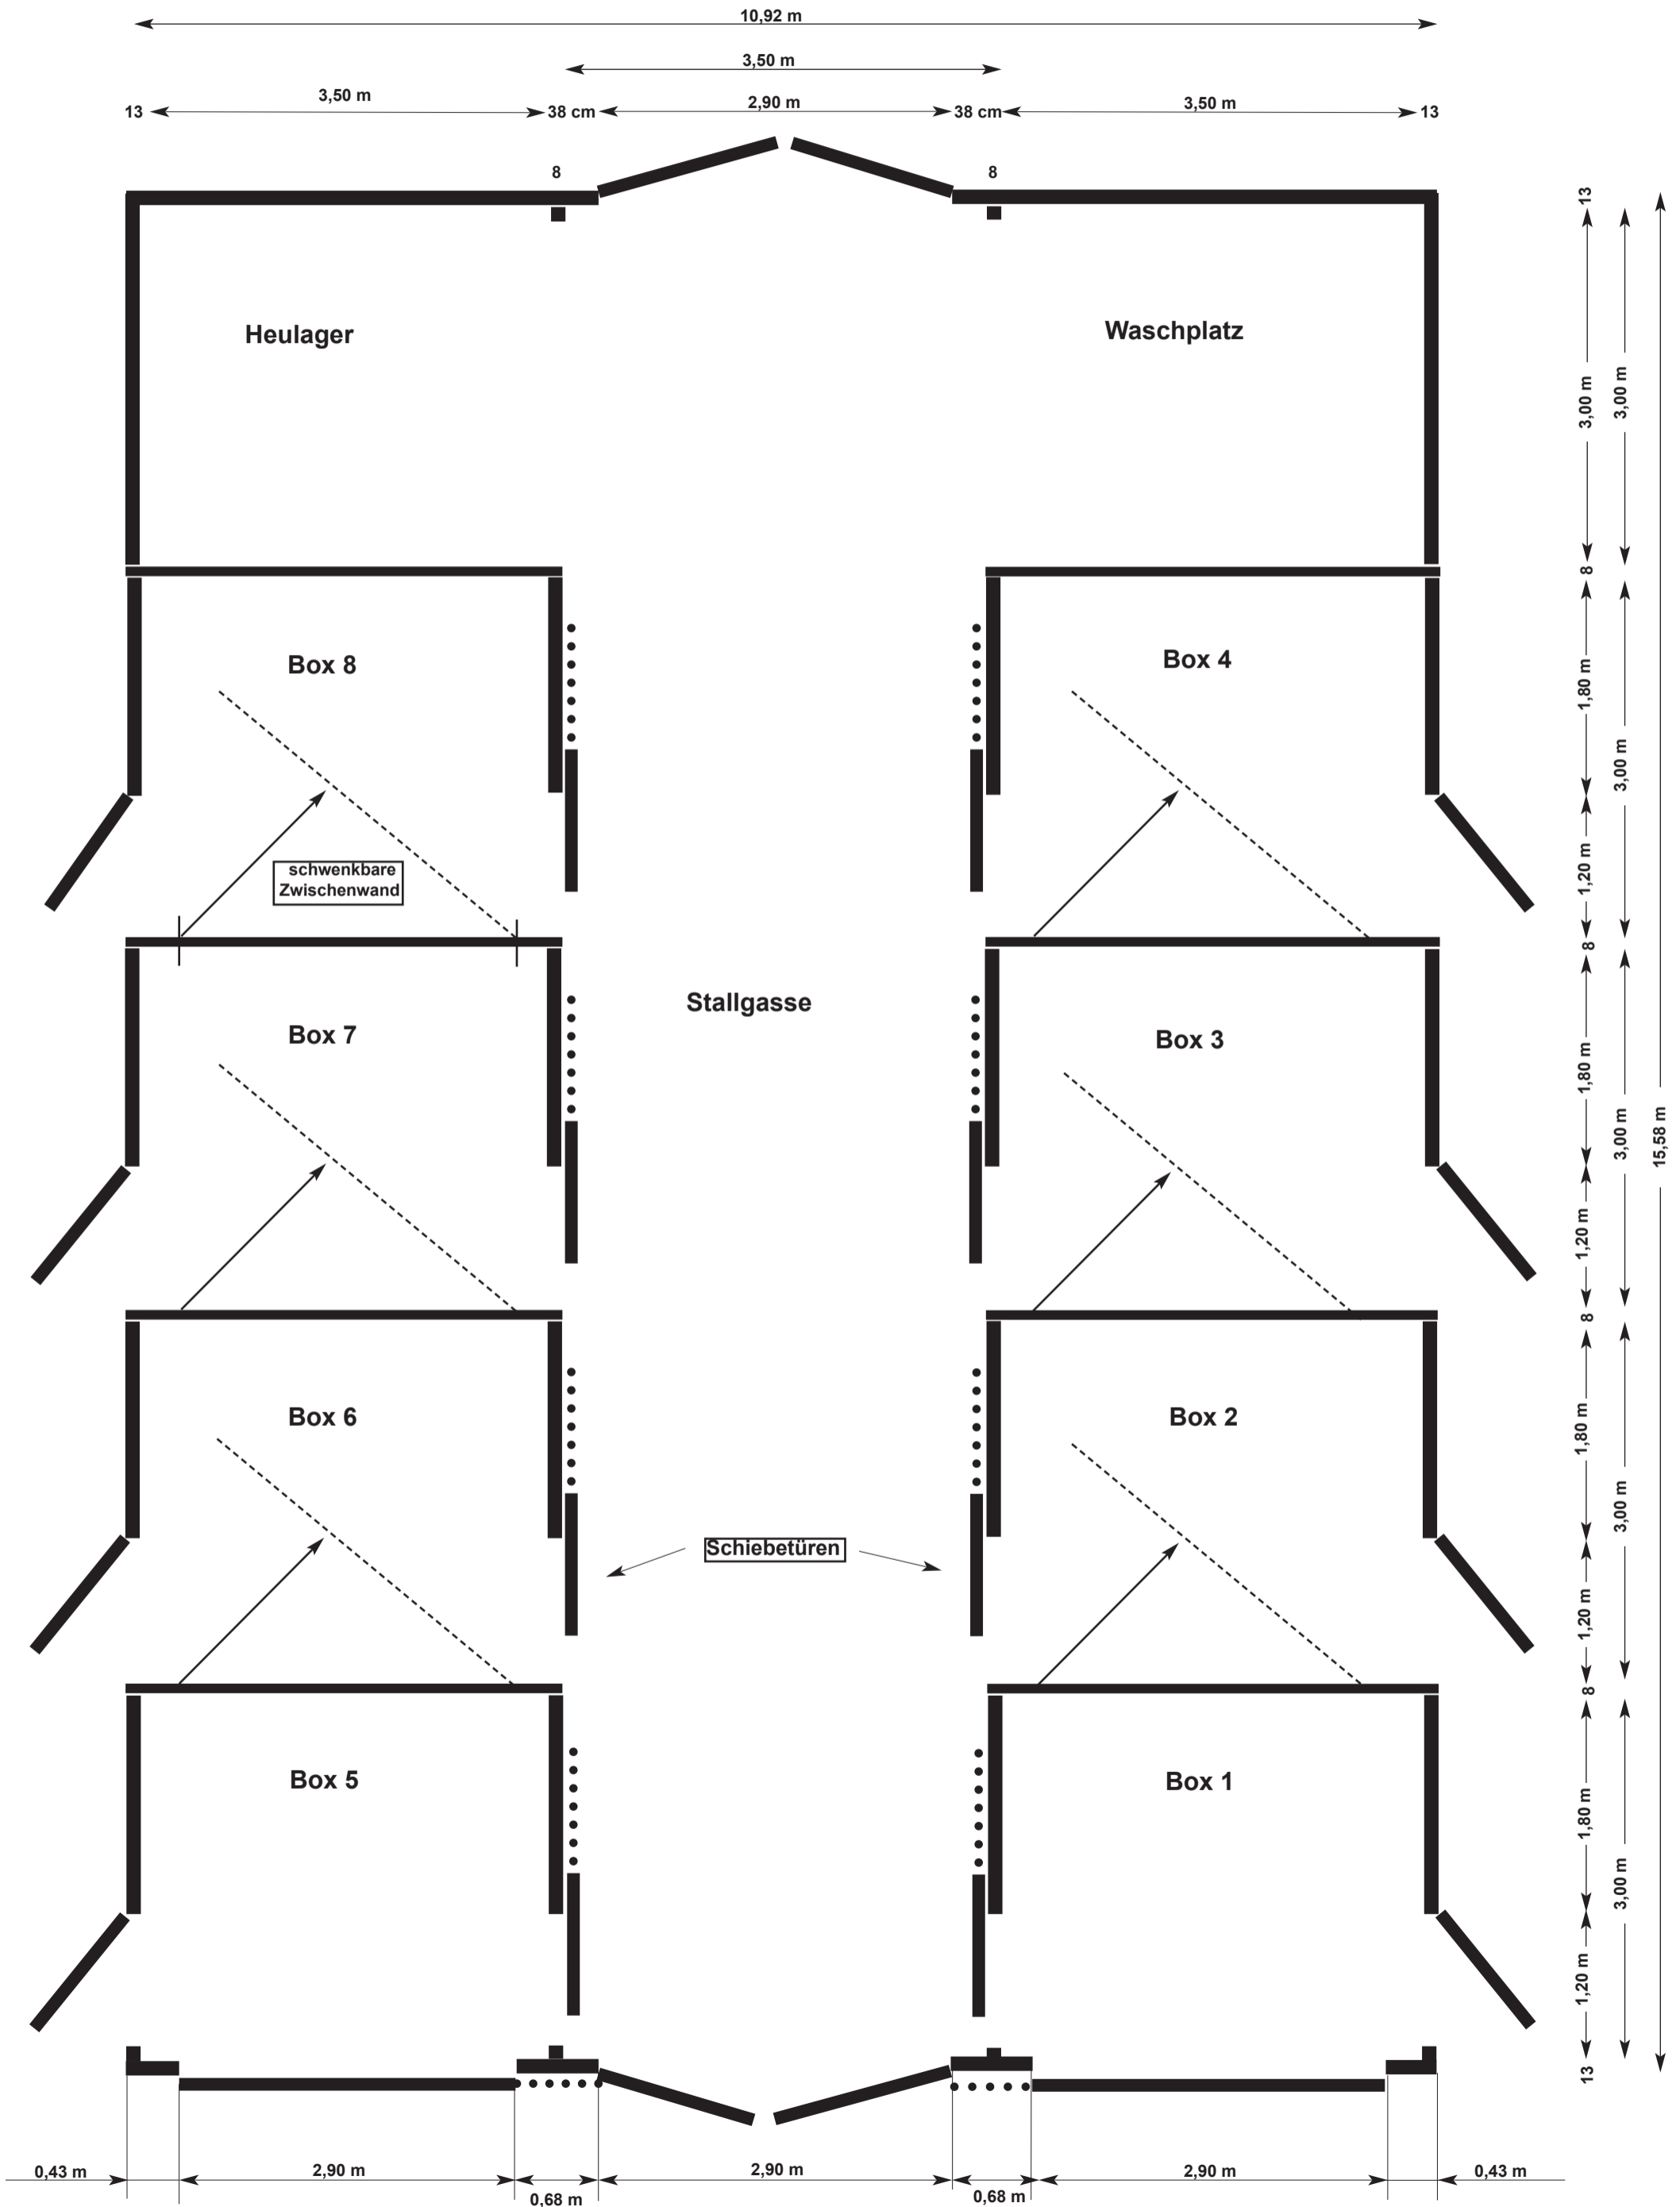 10,92 m
3,50 m
13 3,50 m 38 cm 2,90 m 38 cm 3,50 m 13
8 8
13
Heulager Waschplatz
3,00 m 3,00 m
8
Box 8 Box 4
1,80 m
3,00 m
schwenkbare
Zwischenwand
1,20 m
8
Stallgasse
Box 7 Box 3
1,80 m
3,00 m
15,58 m
1,20 m
8
Box 6 Box 2
1,80 m
3,00 m
Schiebetüren
1,20 m
8
Box 5 Box 1
1,80 m
3,00 m
1,20 m
13
0,43 m 2,90 m 0,68 m 2,90 m 0,68 m 2,90 m 0,43 m